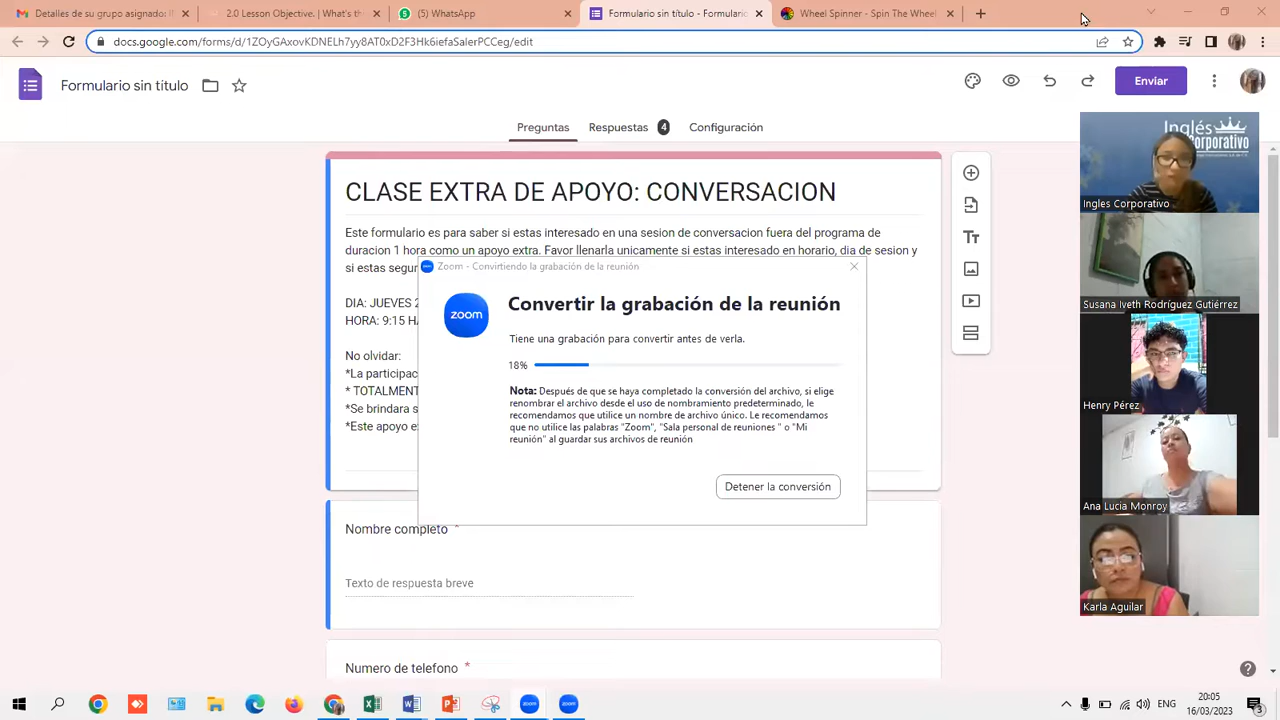 Detalles de su grupo asignado: I
2.0 Lesson Objective. What's th
(5) WhatsApp
Formulario sin título - Formulario
Wheel Spinner - Spin The Wheel
docs.google.com/forms/d/1ZOyGAxovKDNELh7yy8AT0xD2F3Hk6iefaSalerPCCeg/edit
Formulario sin título
Enviar
Preguntas
Respuestas 4
Configuración
CLASE EXTRA DE APOYO: CONVERSACION
Este formulario es para saber si estas interesado en una sesion de conversacion fuera del programa de
duracion 1 hora como un apoyo extra. Favor llenarla unicamente si estas interesado en horario, dia de sesion y
si estas segur
DIA: JUEVES 2
HORA: 9:15 HA
No olvidar:
*La participac
* TOTALMENT
*Se brindara s
*Este apoyo e
Zoom - Convirtiendo la grabación de la reunión
zoom
Convertir la grabación de la reunión
Tiene una grabación para convertir antes de verla.
18%
Nota: Después de que se haya completado la conversión del archivo, si elige
renombrar el archivo desde el uso de nombramiento predeterminado, le
recomendamos que utilice un nombre de archivo único. Le recomendamos
que no utilice las palabras "Zoom", "Sala personal de reuniones " o "Mi
reunión" al guardar sus archivos de reunión
Detener la conversión
Nombre completo *
Texto de respuesta breve
Numero de telefono *
Inglés
Corporativo
Ingles Corporativo
Susana Iveth Rodríquez Gutiérrez
Henry Pérez
Ana Lucia Monroy
Karla Aguilar
ENG
20:05
16/03/2023
3